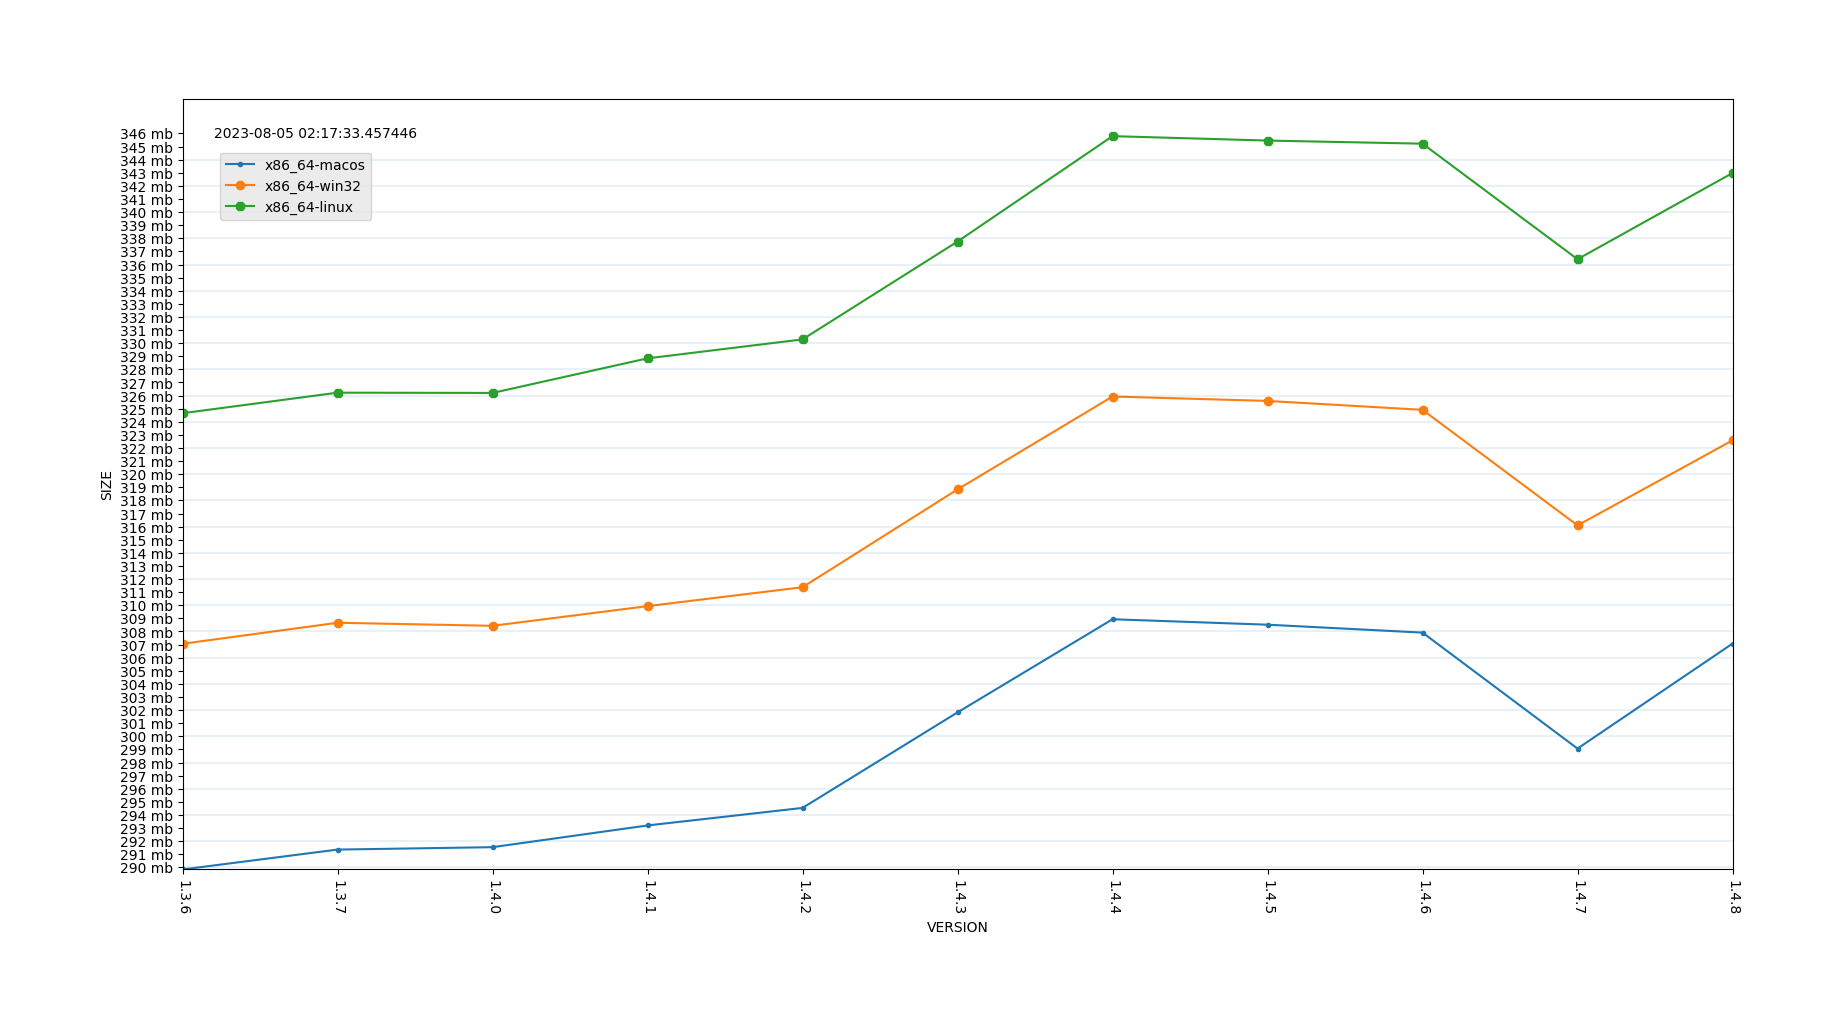 2023-08-05 02:17:33.457446
x86_64-macos
x86_64-win32
x86_64-linux
346 mb
345 mb
344 mb
343 mb
342 mb
341 mb
340 mb
339 mb
338 mb
337 mb
336 mb
335 mb
334 mb
333 mb
332 mb
331 mb
330 mb
329 mb
328 mb
327 mb
326 mb
325 mb
324 mb
323 mb
322 mb
321 mb
320 mb
319 mb
318 mb
317 mb
316 mb
315 mb
314 mb
313 mb
312 mb
311 mb
310 mb
309 mb
308 mb
307 mb
306 mb
305 mb
304 mb
303 mb
302 mb
301 mb
300 mb
299 mb
298 mb
297 mb
296 mb
295 mb
294 mb
293 mb
292 mb
291 mb
290 mb
SIZE
1.3.6
1.3.7
1.4.0
1.4.1
1.4.2
1.4.3
1.4.4
1.4.5
1.4.6
1.4.7
1.4.8
VERSION